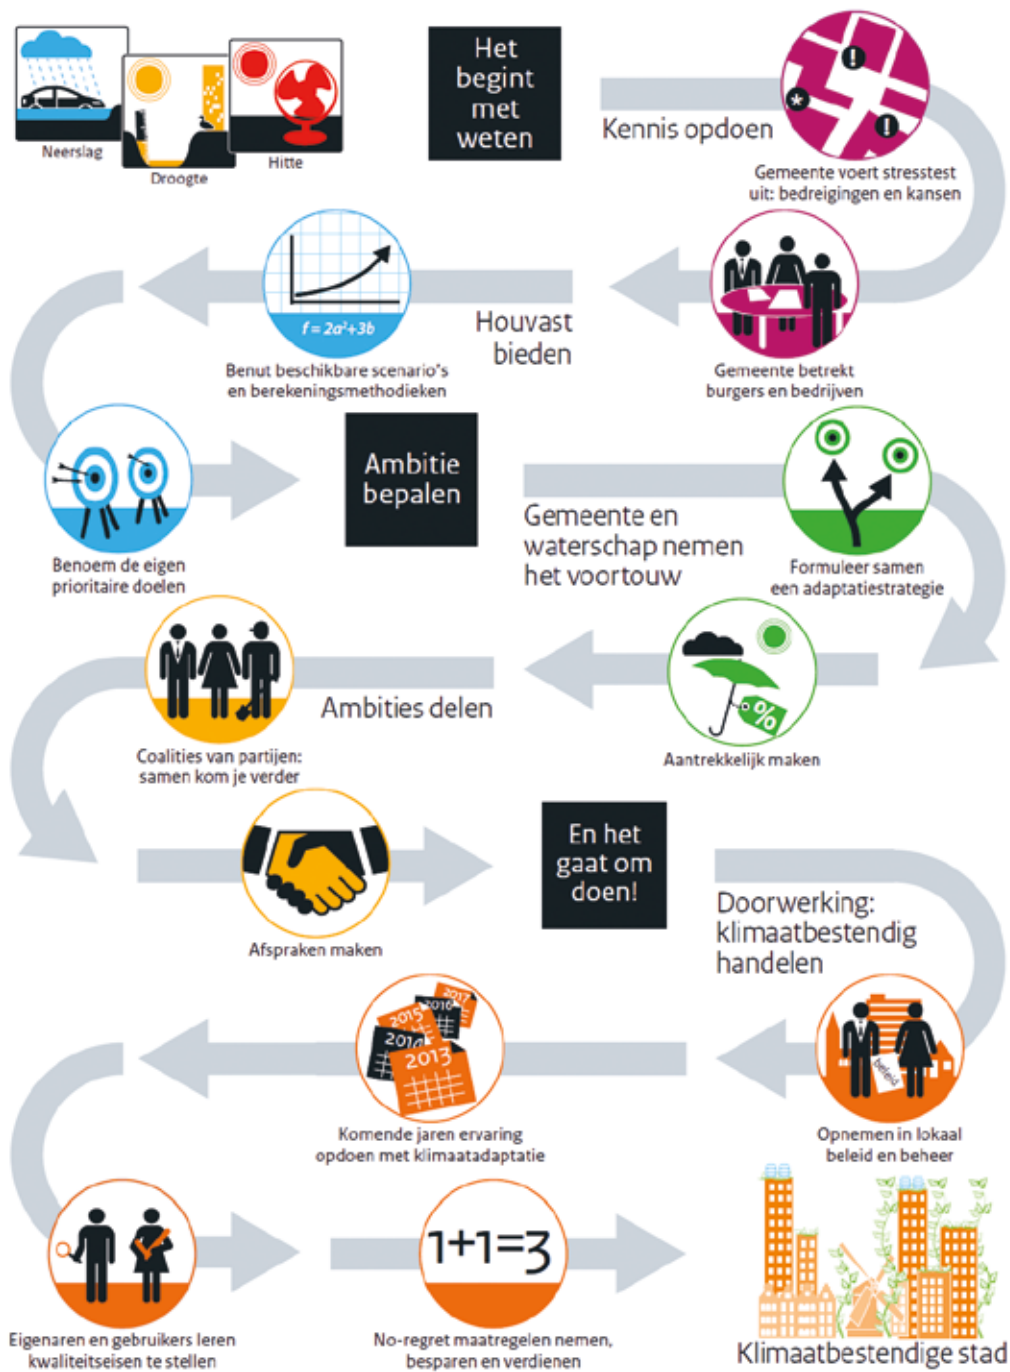 Neerslag
Droogte
Hitte
Het
begint
met
weten
Kennis opdoen
Gemeente voert stresstest
uit: bedreigingen en kansen
Gemeente betrekt
burgers en bedrijven
Houvast
bieden
f = 2a²+3b
Benut beschikbare scenario's
en berekeningsmethodieken
Benoem de eigen
prioritaire doelen
Ambitie
bepalen
Gemeente en
waterschap nemen
het voortouw
Formuleer samen
een adaptatiestrategie
%
Aantrekkelijk maken
Ambities delen
Coalities van partijen:
samen kom je verder
Afspraken maken
En het
gaat om
doen!
Doorwerking:
klimaatbestendig
handelen
beleid
Opnemen in lokaal
beleid en beheer
2017
2016
2015
2014
2013
Komende jaren ervaring
opdoen met klimaatadaptatie
Eigenaren en gebruikers leren
kwaliteitseisen te stellen
1+1=3
No-regret maatregelen nemen,
besparen en verdienen
Klimaatbestendige stad